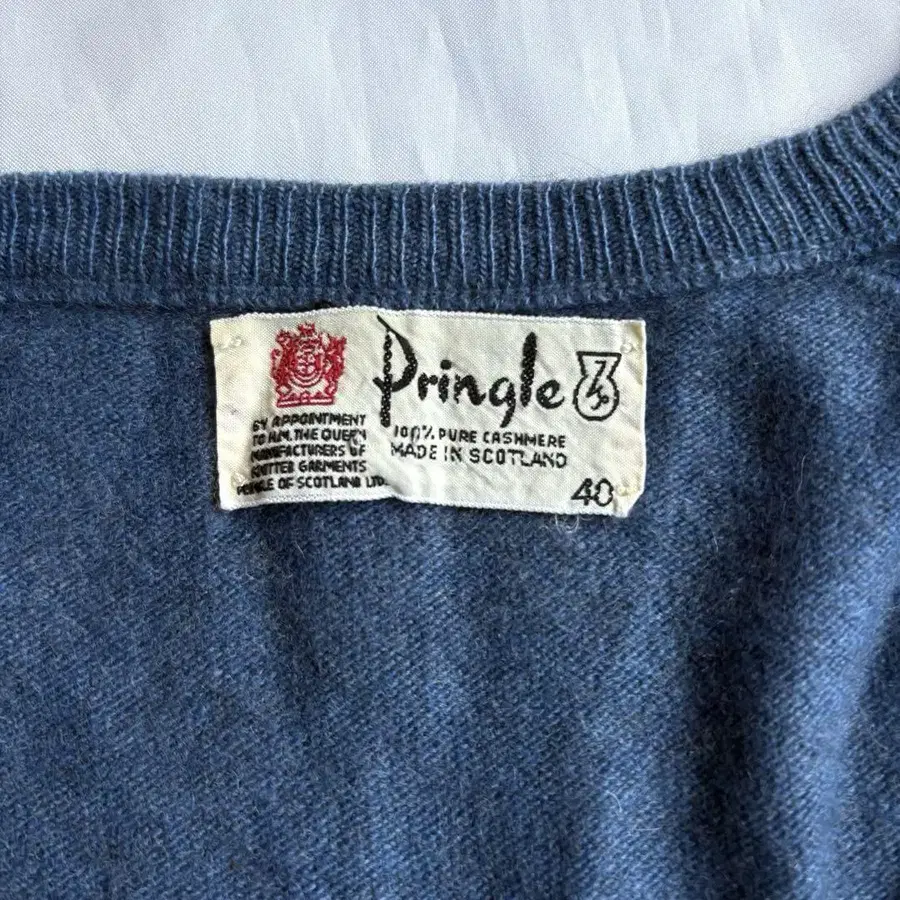 Pringle
BY APPOINTMENT
TO H.M. THE QUEEN
MANUFACTURERS OF
KNITTED GARMENTS
PRINGLE OF SCOTLAND LTD.
100% PURE CASHMERE
MADE IN SCOTLAND
40